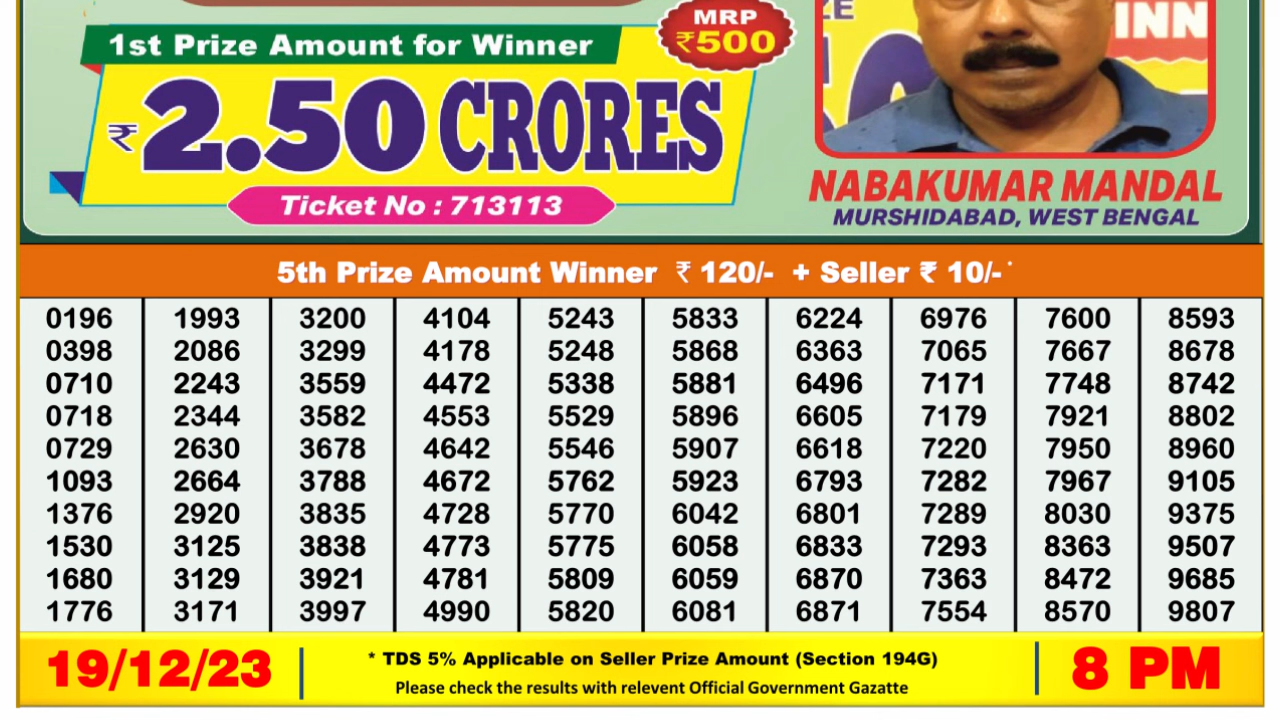 ZE
INN
MRP
₹500
1st Prize Amount for Winner
₹ 2.50 CRORES
Ticket No : 713113
NABAKUMAR MANDAL
MURSHIDABAD, WEST BENGAL
5th Prize Amount Winner ₹ 120/- + Seller ₹ 10/- *
0196 1993 3200 4104 5243 5833 6224 6976 7600 8593
0398 2086 3299 4178 5248 5868 6363 7065 7667 8678
0710 2243 3559 4472 5338 5881 6496 7171 7748 8742
0718 2344 3582 4553 5529 5896 6605 7179 7921 8802
0729 2630 3678 4642 5546 5907 6618 7220 7950 8960
1093 2664 3788 4672 5762 5923 6793 7282 7967 9105
1376 2920 3835 4728 5770 6042 6801 7289 8030 9375
1530 3125 3838 4773 5775 6058 6833 7293 8363 9507
1680 3129 3921 4781 5809 6059 6870 7363 8472 9685
1776 3171 3997 4990 5820 6081 6871 7554 8570 9807
19/12/23
* TDS 5% Applicable on Seller Prize Amount (Section 194G)
Please check the results with relevent Official Government Gazatte
8 PM